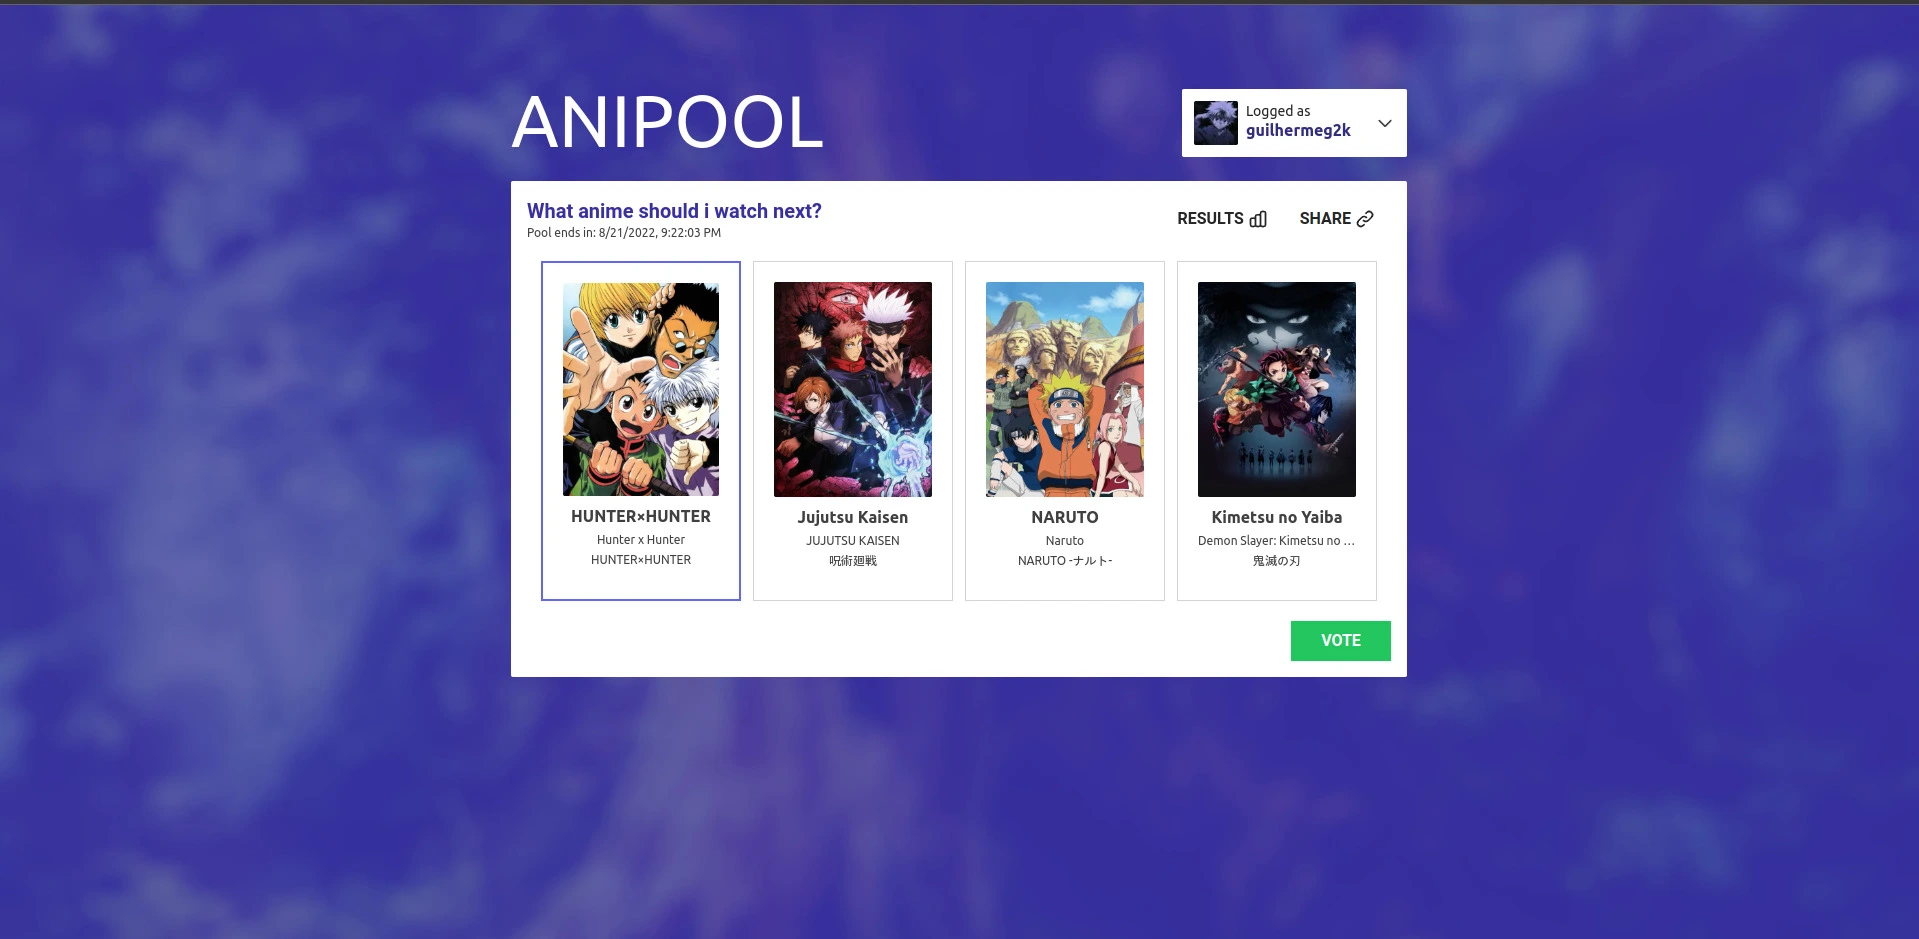 ANIPOOL
Logged as
guilhermeg2k
What anime should i watch next?
Pool ends in: 8/21/2022, 9:22:03 PM
RESULTS
SHARE
HUNTER×HUNTER
Hunter x Hunter
HUNTER×HUNTER
Jujutsu Kaisen
JUJUTSU KAISEN
呪術廻戦
NARUTO
Naruto
NARUTO -ナルト-
Kimetsu no Yaiba
Demon Slayer: Kimetsu no ...
鬼滅の刃
VOTE